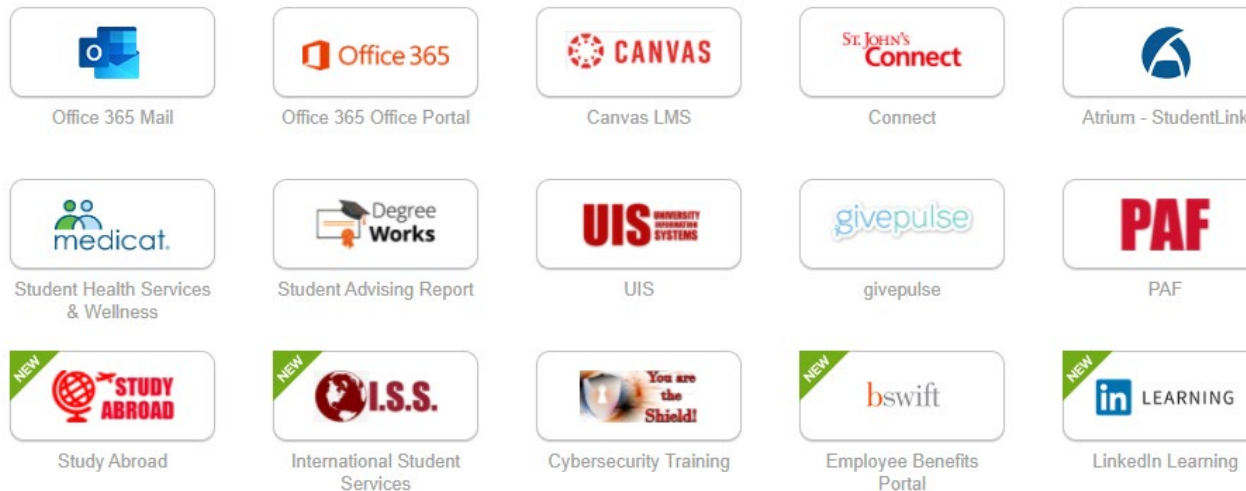 Office 365
CANVAS
ST. JOHN'S
Connect
Office 365 Mail
Office 365 Office Portal
Canvas LMS
Connect
Atrium - StudentLink
medicat.
Degree
Works
UIS UNIVERSITY
INFORMATION
SYSTEMS
givepulse
PAF
Student Health Services
& Wellness
Student Advising Report
UIS
givepulse
PAF
NEW
STUDY
ABROAD
NEW
I.S.S.
You are
the
Shield!
NEW
bswift
NEW
in LEARNING
Study Abroad
International Student
Services
Cybersecurity Training
Employee Benefits
Portal
LinkedIn Learning